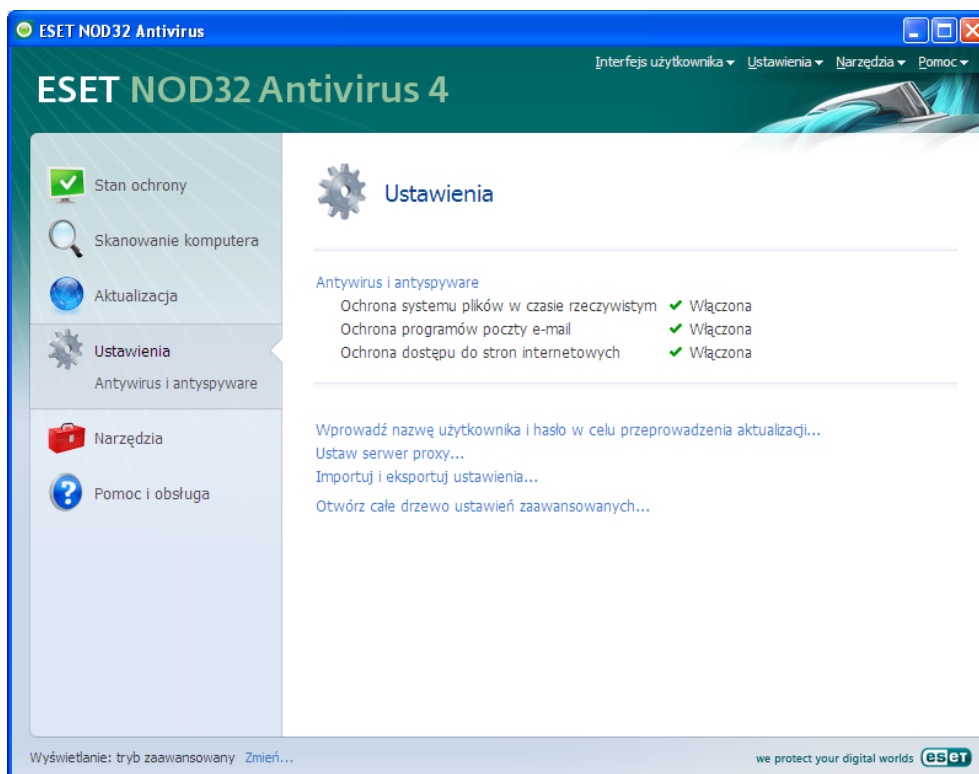 ESET NOD32 Antivirus
Interfejs użytkownika Ustawienia Narzędzia Pomoc
ESET NOD32 Antivirus 4
Stan ochrony
Skanowanie komputera
Aktualizacja
Ustawienia
Antywirus i antyspyware
Narzędzia
Pomoc i obsługa
Ustawienia
Antywirus i antyspyware
Ochrona systemu plików w czasie rzeczywistym Włączona
Ochrona programów poczty e-mail Włączona
Ochrona dostępu do stron internetowych Włączona
Wprowadź nazwę użytkownika i hasło w celu przeprowadzenia aktualizacji...
Ustaw serwer proxy...
Importuj i eksportuj ustawienia...
Otwórz całe drzewo ustawień zaawansowanych...
Wyświetlanie: tryb zaawansowany Zmień...
we protect your digital worlds eset